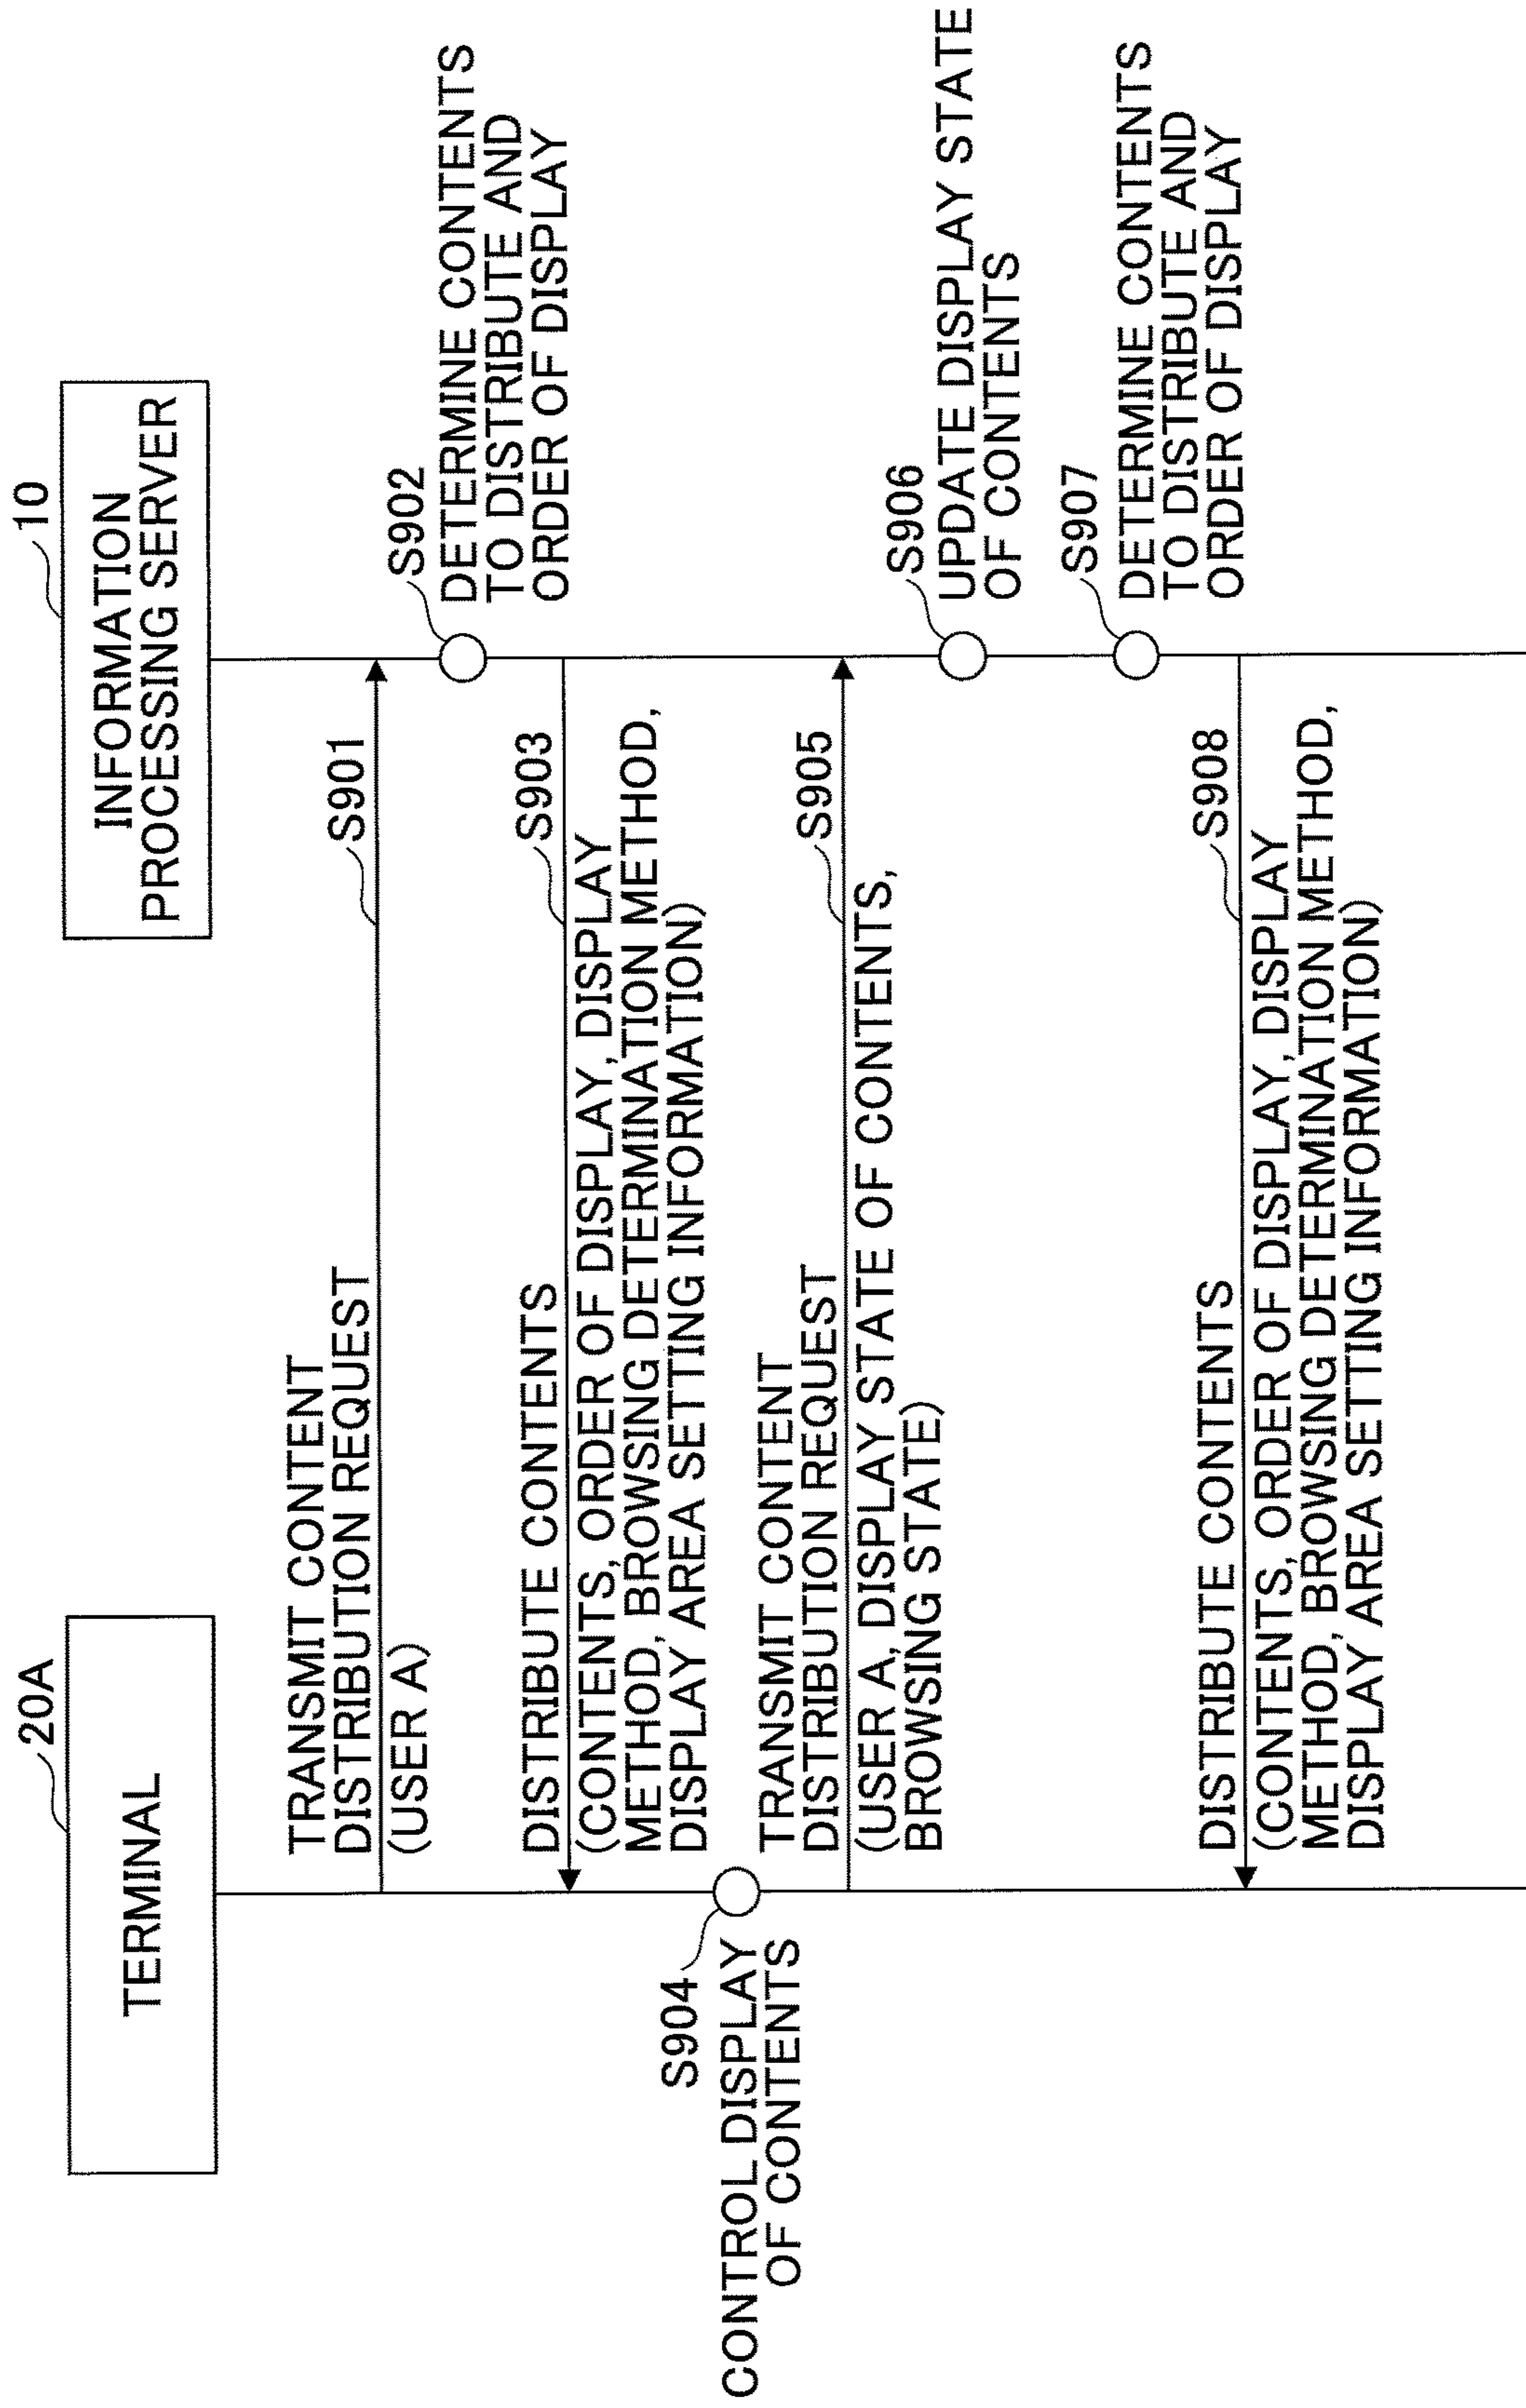 20A
TERMINAL
10
INFORMATION
PROCESSING SERVER
TRANSMIT CONTENT
DISTRIBUTION REQUEST
(USER A)
S901
S902
DETERMINE CONTENTS
TO DISTRIBUTE AND
ORDER OF DISPLAY
DISTRIBUTE CONTENTS
S903
(CONTENTS, ORDER OF DISPLAY, DISPLAY
METHOD, BROWSING DETERMINATION METHOD,
DISPLAY AREA SETTING INFORMATION)
S904
CONTROL DISPLAY
OF CONTENTS
TRANSMIT CONTENT
DISTRIBUTION REQUEST
S905
(USER A, DISPLAY STATE OF CONTENTS,
BROWSING STATE)
S906
UPDATE DISPLAY STATE
OF CONTENTS
S907
DETERMINE CONTENTS
TO DISTRIBUTE AND
ORDER OF DISPLAY
DISTRIBUTE CONTENTS
S908
(CONTENTS, ORDER OF DISPLAY, DISPLAY
METHOD, BROWSING DETERMINATION METHOD,
DISPLAY AREA SETTING INFORMATION)